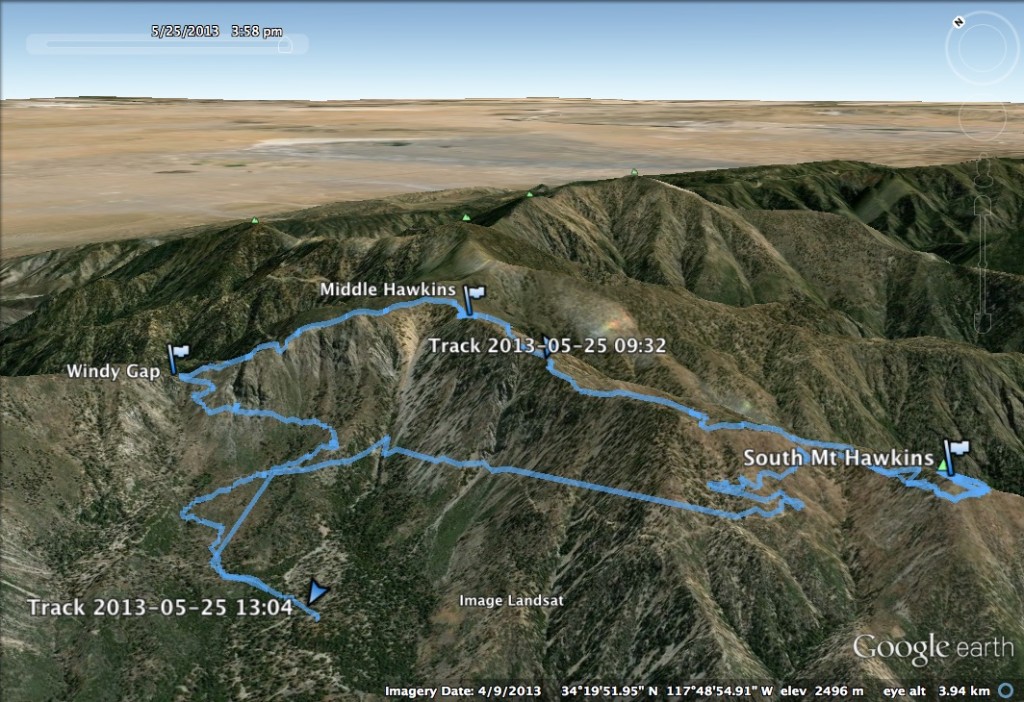 5/25/2013 3:58 pm
N
Middle Hawkins
Track 2013-05-25 09:32
Windy Gap
South Mt Hawkins
Track 2013-05-25 13:04
Image Landsat
Google earth
Imagery Date: 4/9/2013 34°19'51.95" N 117°48'54.91" W elev 2496 m eye alt 3.94 km